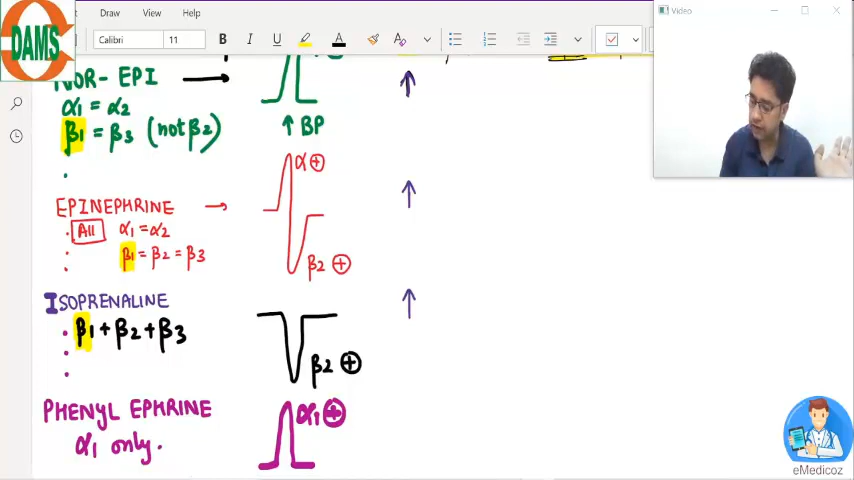 DAMS
Draw View Help
Calibri 11 B I U A
Video
NOR-EPI
α1 = α2
β1 = β3 (not β2)
↑ BP
α ⊕
EPINEPHRINE →
All α1 = α2
β1 = β2 = β3
β2 ⊕
ISOPRENALINE
β1 + β2 + β3
β2 ⊕
PHENYL EPHRINE
α1 only.
α1 ⊕
eMedicoz